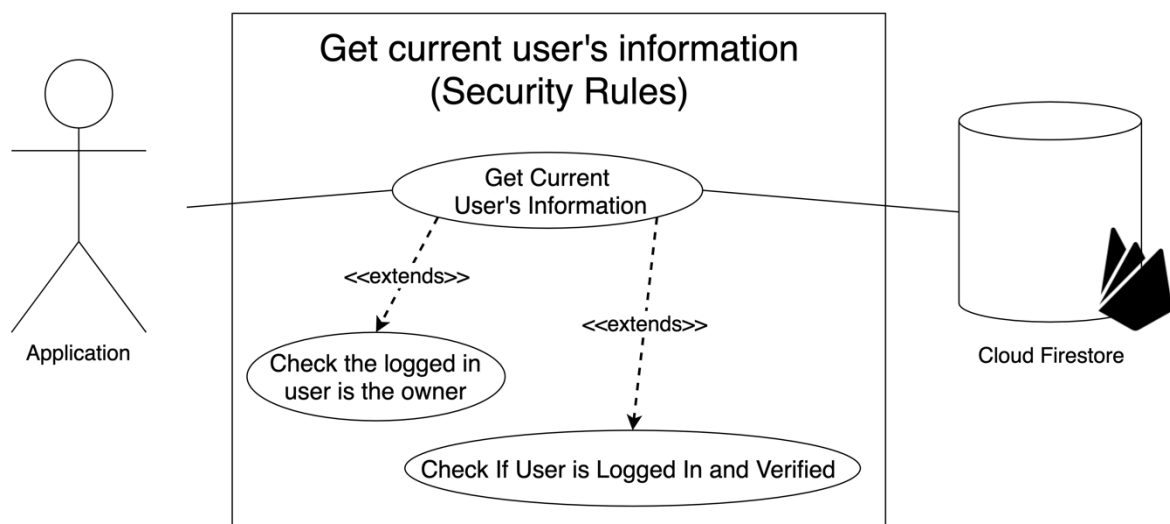 Get current user's information
(Security Rules)
Get Current
User's Information
<<extends>>
<<extends>>
Check the logged in
user is the owner
Check If User is Logged In and Verified
Application
Cloud Firestore